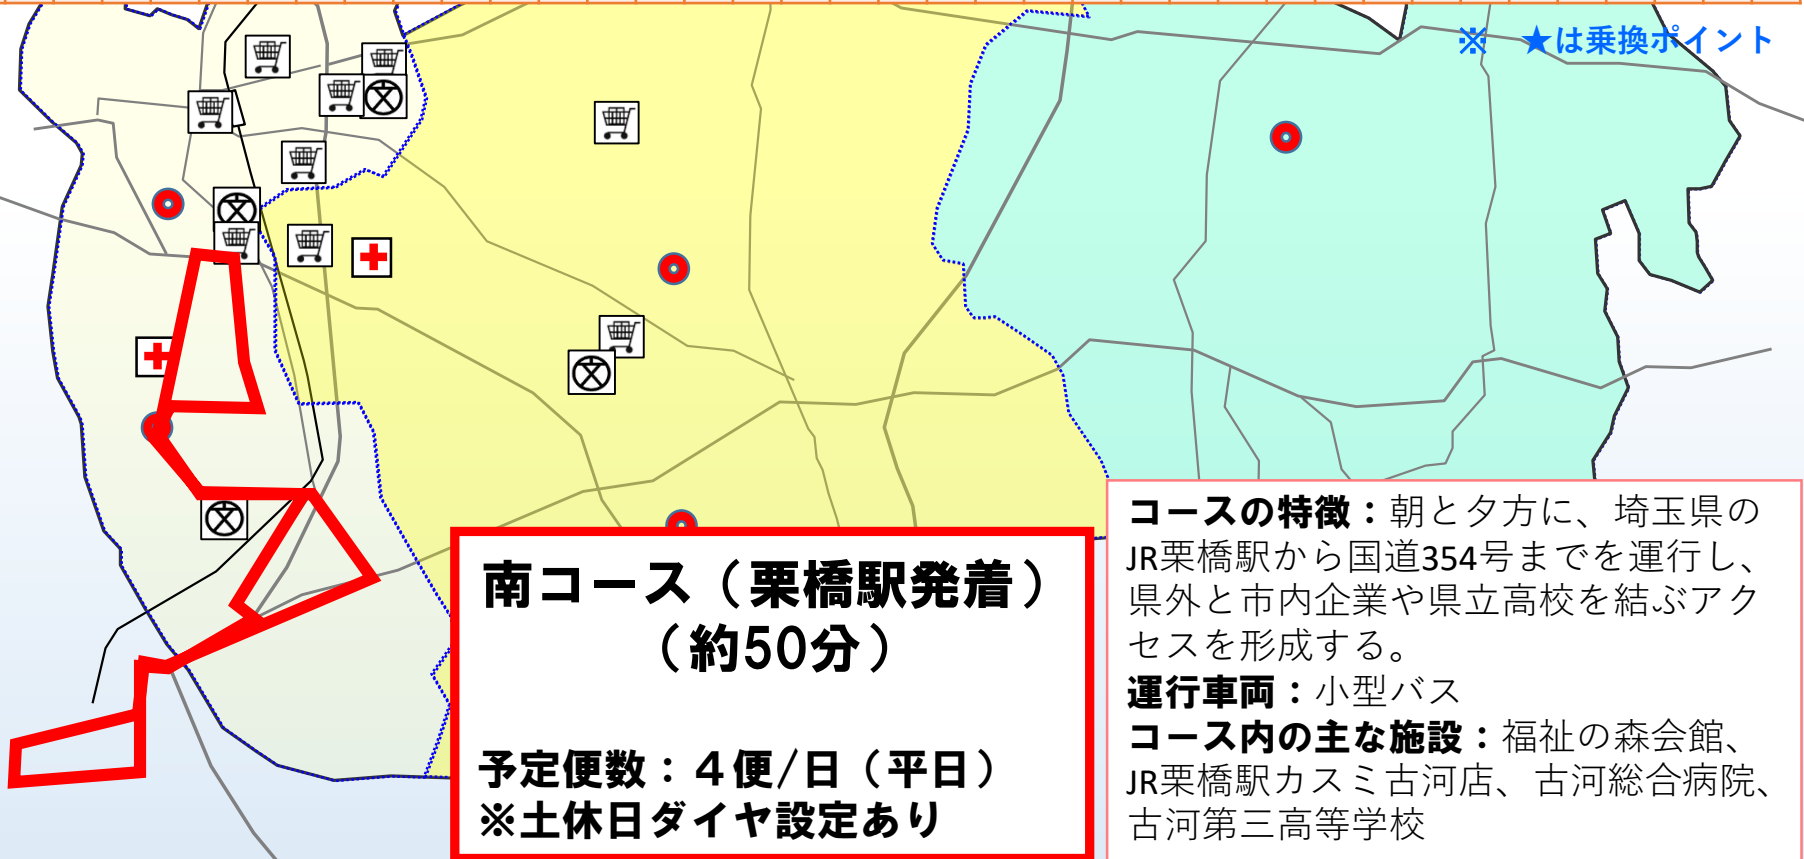 ※　★は乗換ポイント
南コース（栗橋駅発着）
（約50分）
予定便数：４便/日（平日）
※土休日ダイヤ設定あり
コースの特徴：朝と夕方に、埼玉県の
JR栗橋駅から国道354号までを運行し、
県外と市内企業や県立高校を結ぶアク
セスを形成する。
運行車両：小型バス
コース内の主な施設：福祉の森会館、
JR栗橋駅カスミ古河店、古河総合病院、
古河第三高等学校